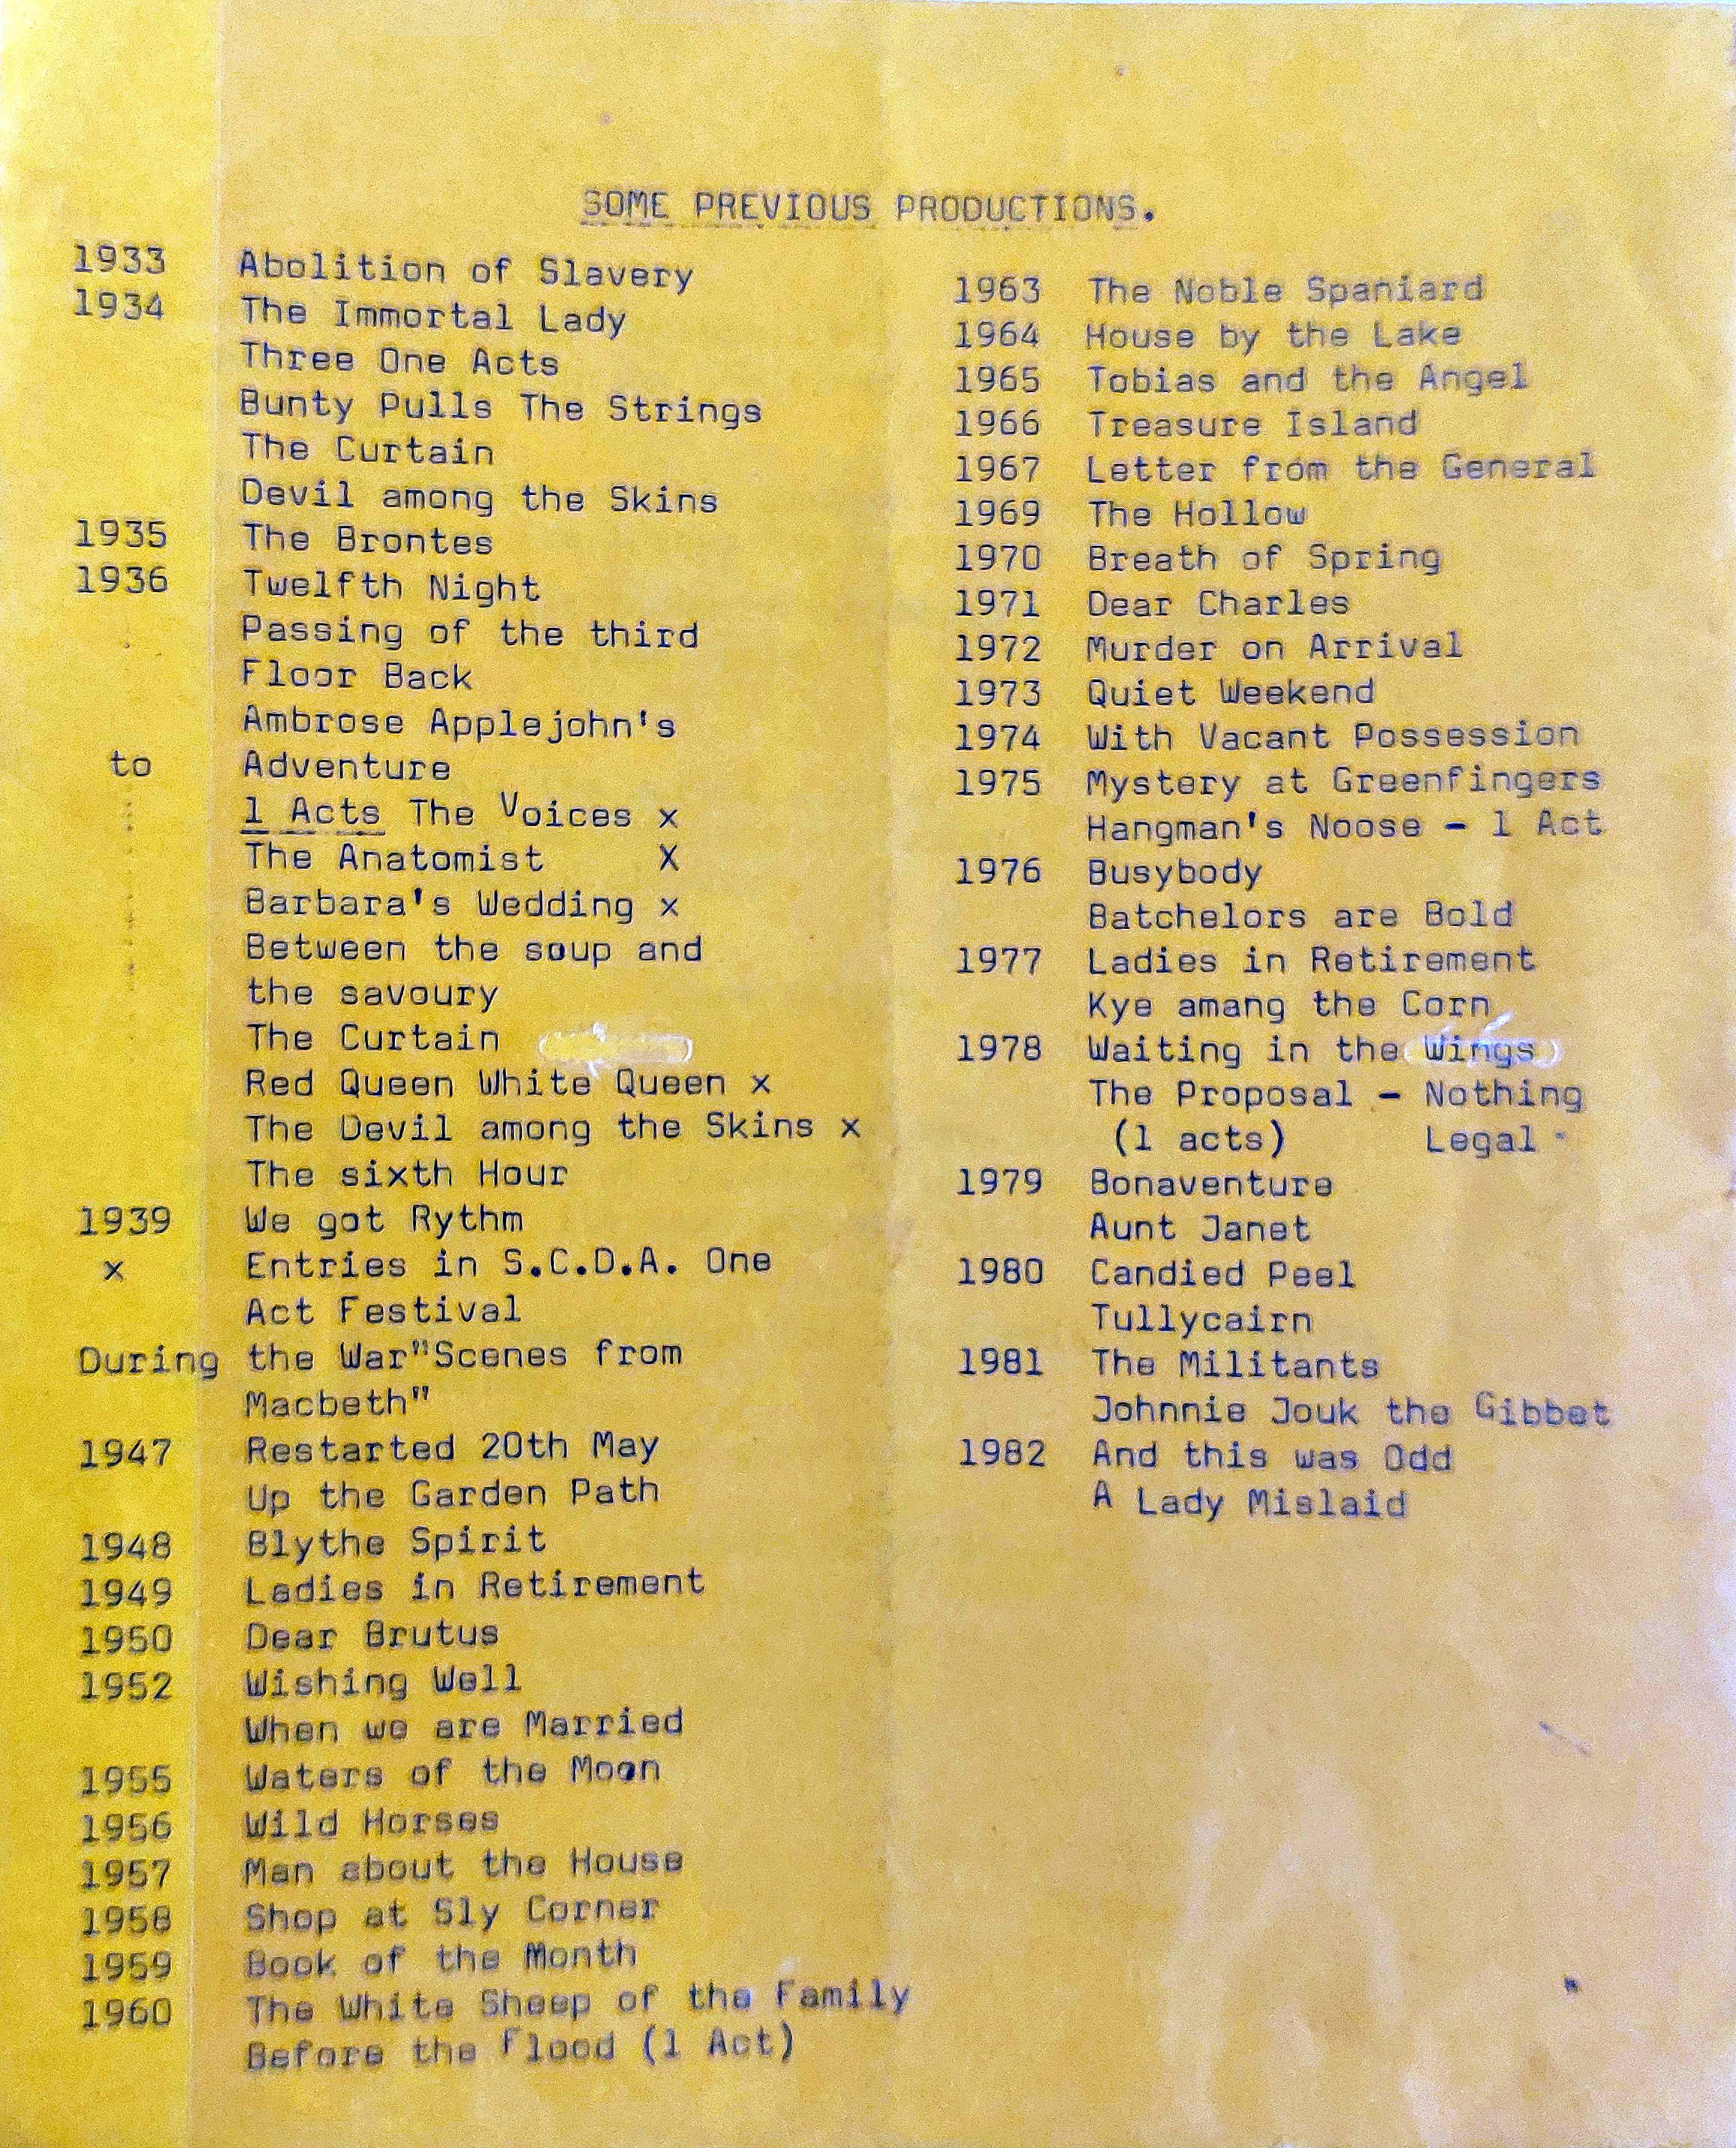 SOME PREVIOUS PRODUCTIONS.
1933 Abolition of Slavery
1934 The Immortal Lady
Three One Acts
Bunty Pulls The Strings
The Curtain
Devil among the Skins
1935 The Brontes
1936 Twelfth Night
Passing of the third
Floor Back
Ambrose Applejohn's
to Adventure
1 Acts The Voices x
The Anatomist X
Barbara's Wedding x
Between the soup and
the savoury
The Curtain
Red Queen White Queen x
The Devil among the Skins x
The sixth Hour
1939 We got Rythm
x Entries in S.C.D.A. One
Act Festival
During the War"Scenes from
Macbeth"
1947 Restarted 20th May
Up the Garden Path
1948 Blythe Spirit
1949 Ladies in Retirement
1950 Dear Brutus
1952 Wishing Well
When we are Married
1955 Waters of the Moon
1956 Wild Horses
1957 Man about the House
1958 Shop at Sly Corner
1959 Book of the Month
1960 The White Sheep of the Family
Before the Flood (1 Act)
1963 The Noble Spaniard
1964 House by the Lake
1965 Tobias and the Angel
1966 Treasure Island
1967 Letter from the General
1969 The Hollow
1970 Breath of Spring
1971 Dear Charles
1972 Murder on Arrival
1973 Quiet Weekend
1974 With Vacant Possession
1975 Mystery at Greenfingers
Hangman's Noose - 1 Act
1976 Busybody
Batchelors are Bold
1977 Ladies in Retirement
Kye amang the Corn
1978 Waiting in the Wings
The Proposal - Nothing
(1 acts) Legal
1979 Bonaventure
Aunt Janet
1980 Candied Peel
Tullycairn
1981 The Militants
Johnnie Jouk the Gibbet
1982 And this was Odd
A Lady Mislaid